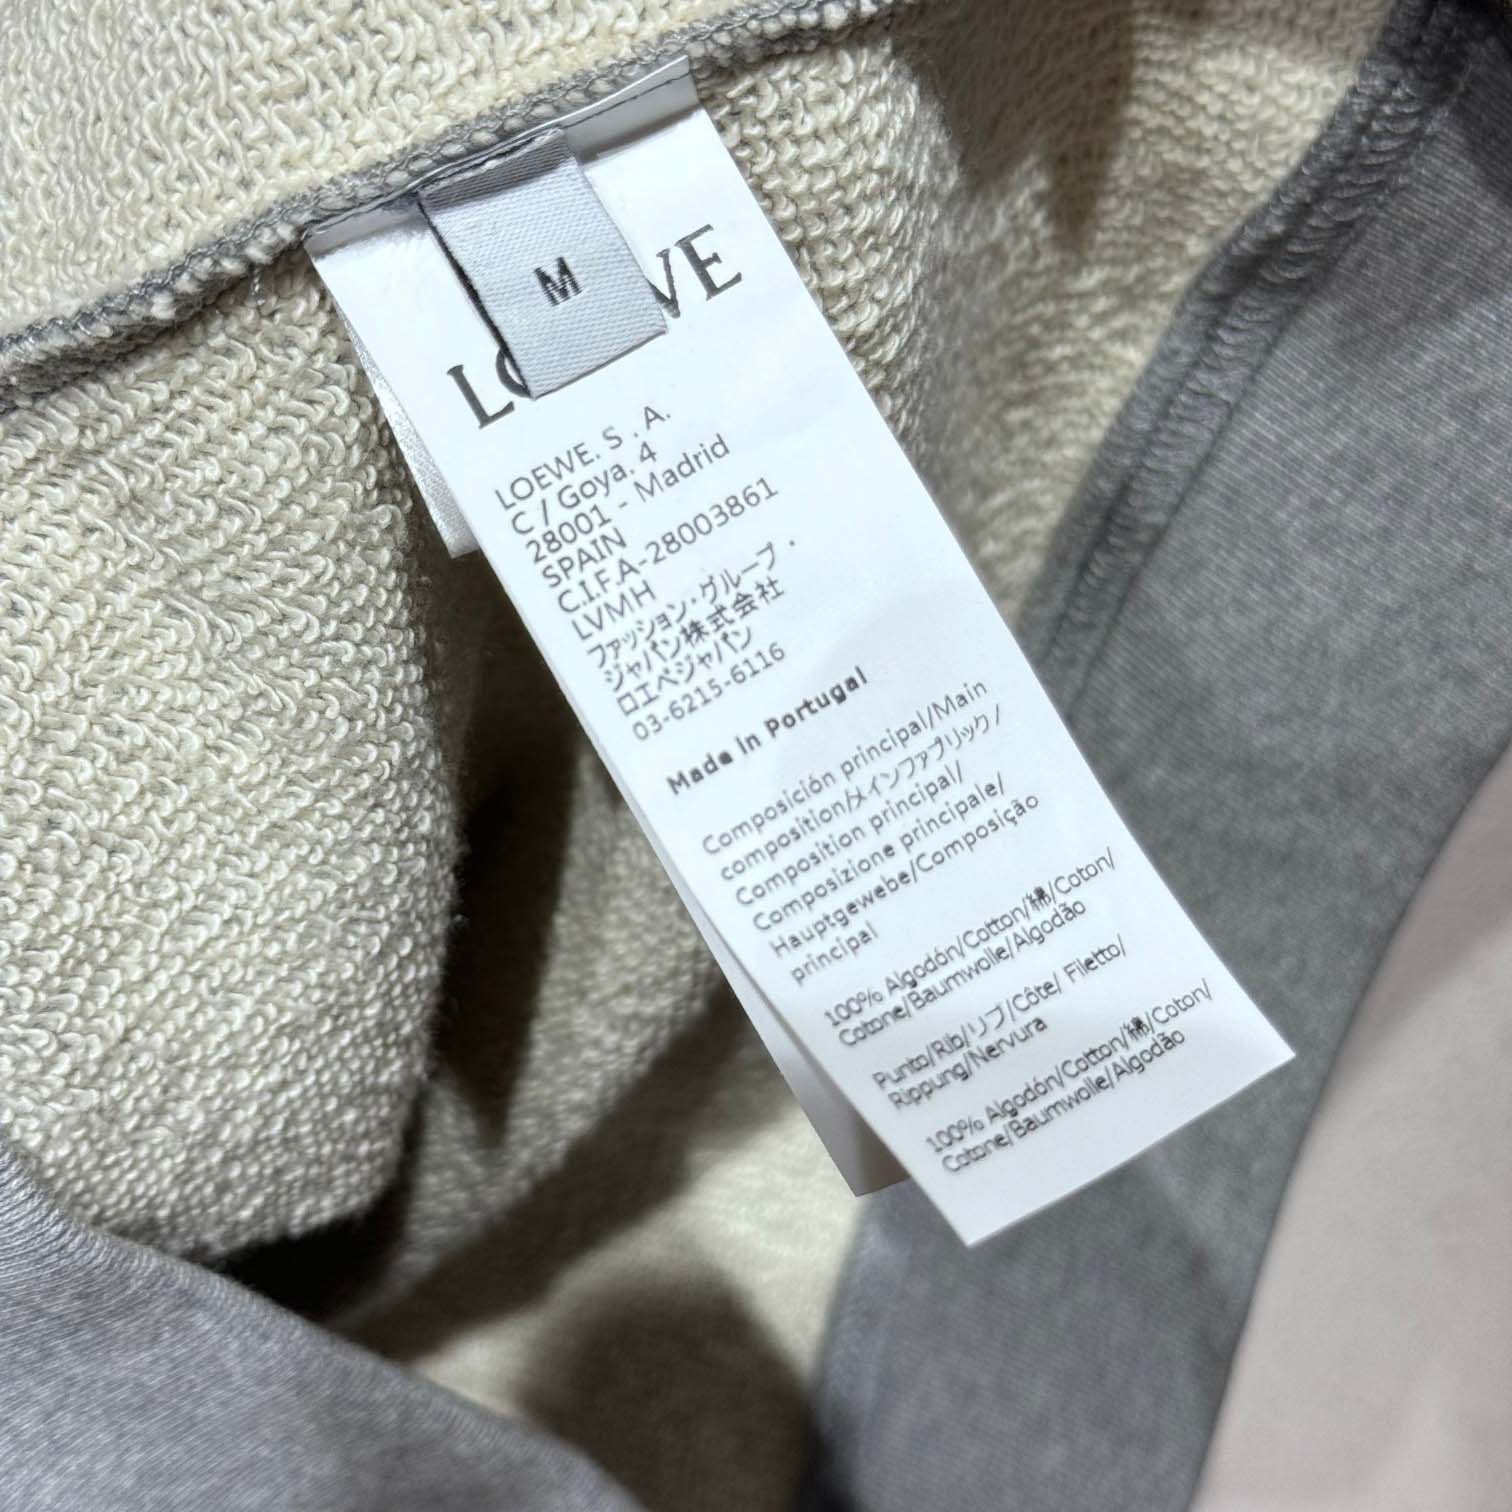 M
LOEWE
LOEWE. S . A.
C / Goya. 4
28001 - Madrid
SPAIN
C.I.F.A-28003861
LVMH
ファッション・グループ・
ジャパン株式会社
ロエベジャパン
03-6215-6116
Made in Portugal
Composición principal/Main
composition/メインファブリック/
Composition principal/
Composizione principale/
Hauptgewebe/Composição
principal
100% Algodón/Cotton/綿/Coton/
Cotone/Baumwolle/Algodão
Punto/Rib/リブ/Côte/ Filetto/
Rippung/Nervura
100% Algodón/Cotton/綿/Coton/
Cotone/Baumwolle/Algodão